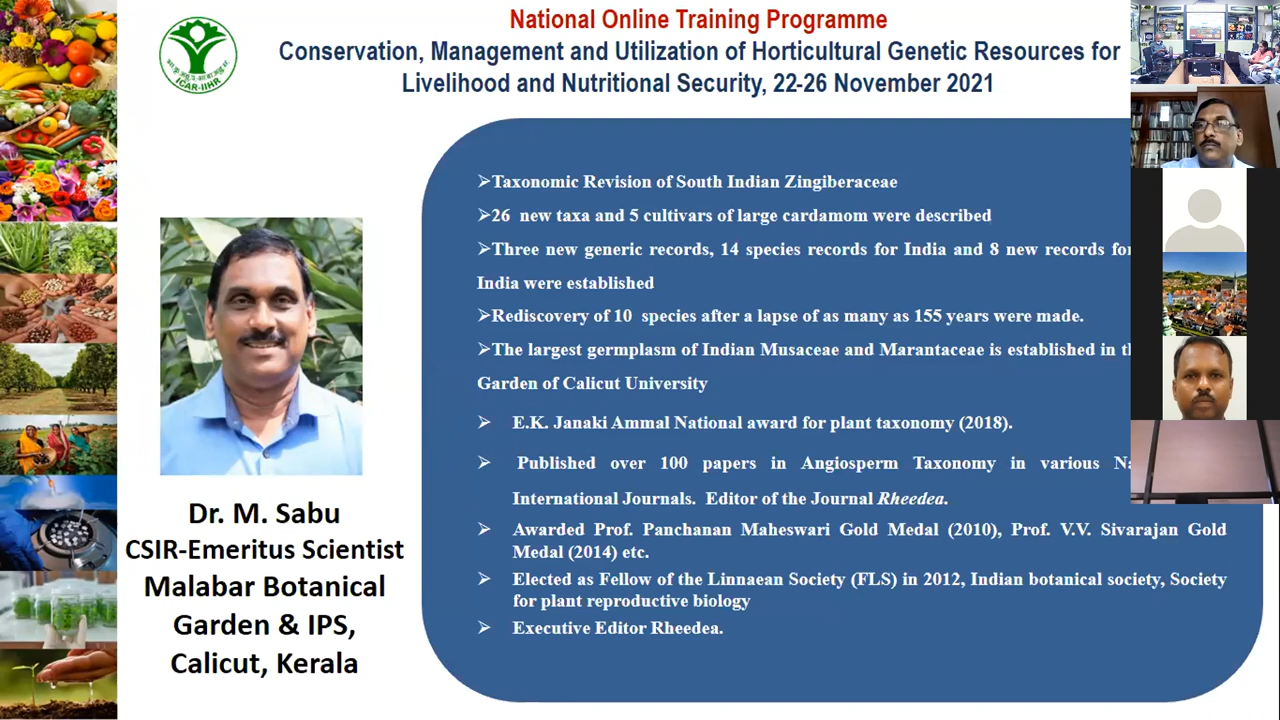 National Online Training Programme
Conservation, Management and Utilization of Horticultural Genetic Resources for
Livelihood and Nutritional Security, 22-26 November 2021
ICAR-IIHR
➢Taxonomic Revision of South Indian Zingiberaceae
➢26 new taxa and 5 cultivars of large cardamom were described
➢Three new generic records, 14 species records for India and 8 new records for
India were established
➢Rediscovery of 10 species after a lapse of as many as 155 years were made.
➢The largest germplasm of Indian Musaceae and Marantaceae is established in
Garden of Calicut University
➢ E.K. Janaki Ammal National award for plant taxonomy (2018).
➢ Published over 100 papers in Angiosperm Taxonomy in various
International Journals. Editor of the Journal Rheedea.
➢ Awarded Prof. Panchanan Maheswari Gold Medal (2010), Prof. V.V. Sivarajan Gold
Medal (2014) etc.
➢ Elected as Fellow of the Linnaean Society (FLS) in 2012, Indian botanical society, Society
for plant reproductive biology
➢ Executive Editor Rheedea.
Dr. M. Sabu
CSIR-Emeritus Scientist
Malabar Botanical
Garden & IPS,
Calicut, Kerala